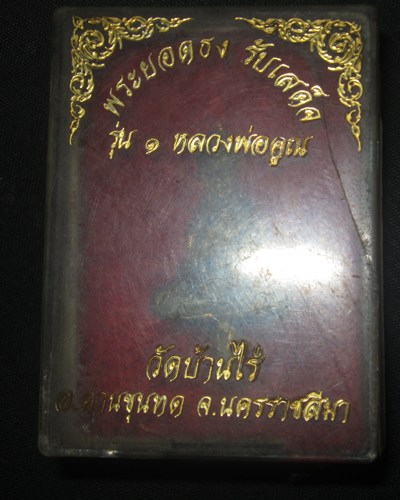 พระยอดธง รับเสด็จ
รุ่น ๑ หลวงพ่อคูณ
วัดบ้านไร่
อ.ด่านขุนทด จ.นครราชสีมา